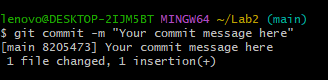 lenovo@DESKTOP-2IJM5BT MINGW64 ~/Lab2 (main)
$ git commit -m "Your commit message here"
[main 8205473] Your commit message here
 1 file changed, 1 insertion(+)